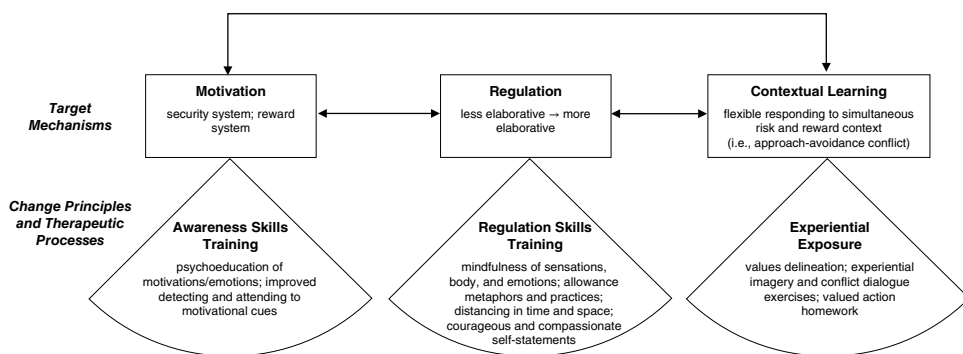 Target
Mechanisms
Motivation
security system; reward
system
Regulation
less elaborative → more
elaborative
Contextual Learning
flexible responding to simultaneous
risk and reward context
(i.e., approach-avoidance conflict)
Change Principles
and Therapeutic
Processes
Awareness Skills
Training
psychoeducation of
motivations/emotions; improved
detecting and attending to
motivational cues
Regulation Skills
Training
mindfulness of sensations,
body, and emotions; allowance
metaphors and practices;
distancing in time and space;
courageous and compassionate
self-statements
Experiential
Exposure
values delineation; experiential
imagery and conflict dialogue
exercises; valued action
homework